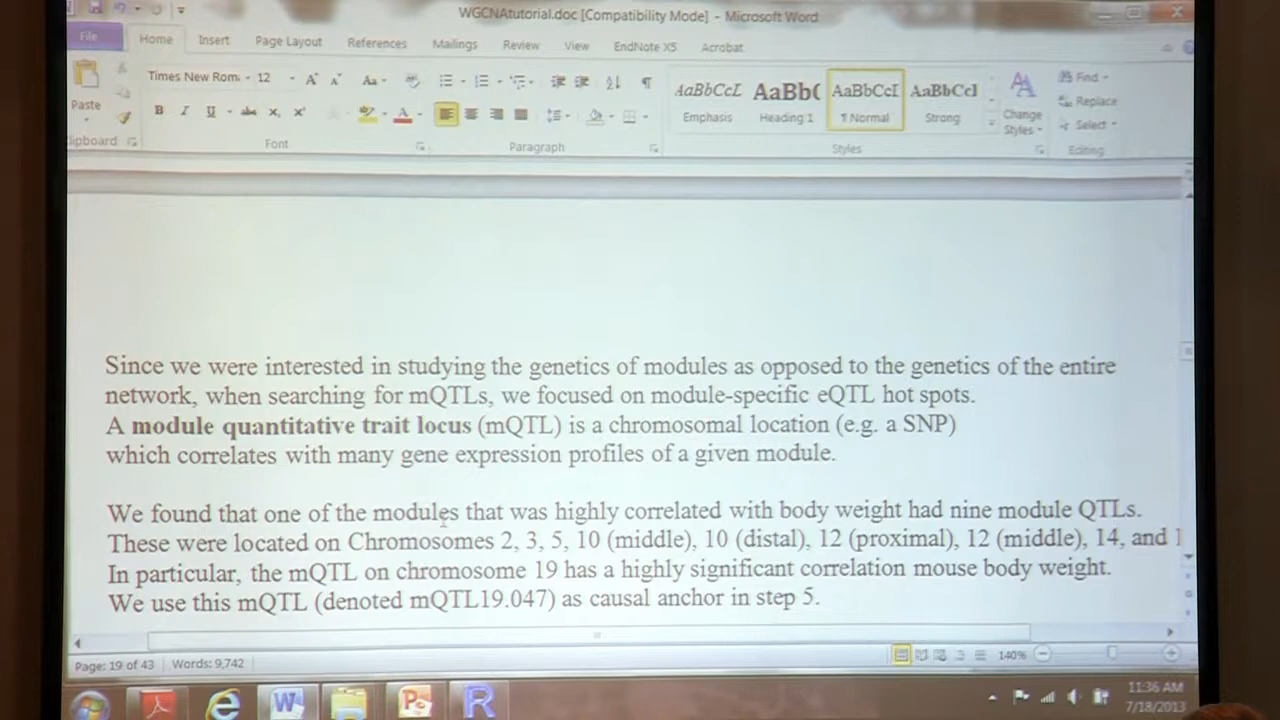 WGCNAtutorial.doc [Compatibility Mode] - Microsoft Word
File Home Insert Page Layout References Mailings Review View EndNote X5 Acrobat
Paste
Times New Rom. 12
AaBbCcL AaBb( AaBbCcI AaBbCcl
Emphasis Heading 1 ¶ Normal Strong
Change Styles
Find
Replace
Select
lipboard Font Paragraph Styles Editing
Since we were interested in studying the genetics of modules as opposed to the genetics of the entire
network, when searching for mQTLs, we focused on module-specific eQTL hot spots.
A module quantitative trait locus (mQTL) is a chromosomal location (e.g. a SNP)
which correlates with many gene expression profiles of a given module.
We found that one of the modules that was highly correlated with body weight had nine module QTLs.
These were located on Chromosomes 2, 3, 5, 10 (middle), 10 (distal), 12 (proximal), 12 (middle), 14, and 1
In particular, the mQTL on chromosome 19 has a highly significant correlation mouse body weight.
We use this mQTL (denoted mQTL19.047) as causal anchor in step 5.
Page: 19 of 43 Words: 9,742 140%
11:36 AM
7/18/2013